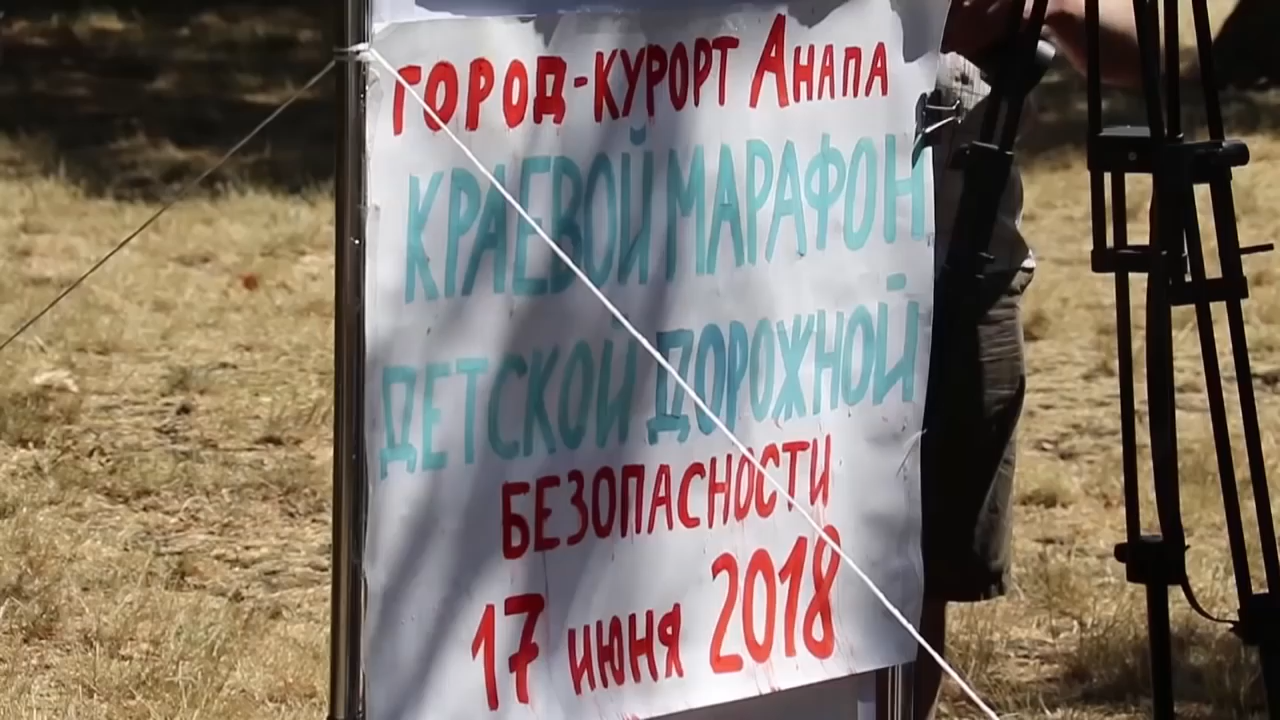 ГОРОД-КУРОРТ АНАПА
КРАЕВОЙ МАРАФОН
ДЕТСКОЙ ДОРОЖНОЙ
БЕЗОПАСНОСТИ
17 июня 2018